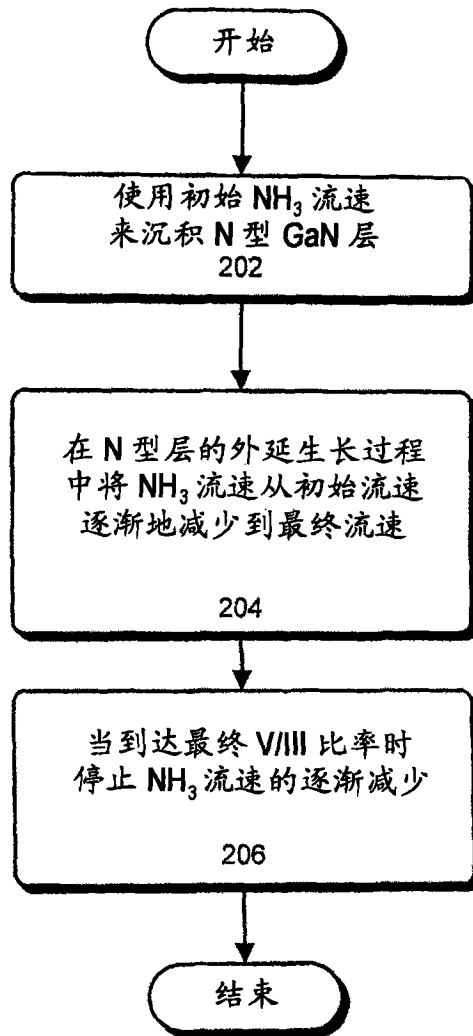 开始
使用初始 NH₃ 流速
来沉积 N 型 GaN 层
202
在 N 型层的外延生长过程
中将 NH₃ 流速从初始流速
逐渐地减少到最终流速
204
当到达最终 V/III 比率时
停止 NH₃ 流速的逐渐减少
206
结束